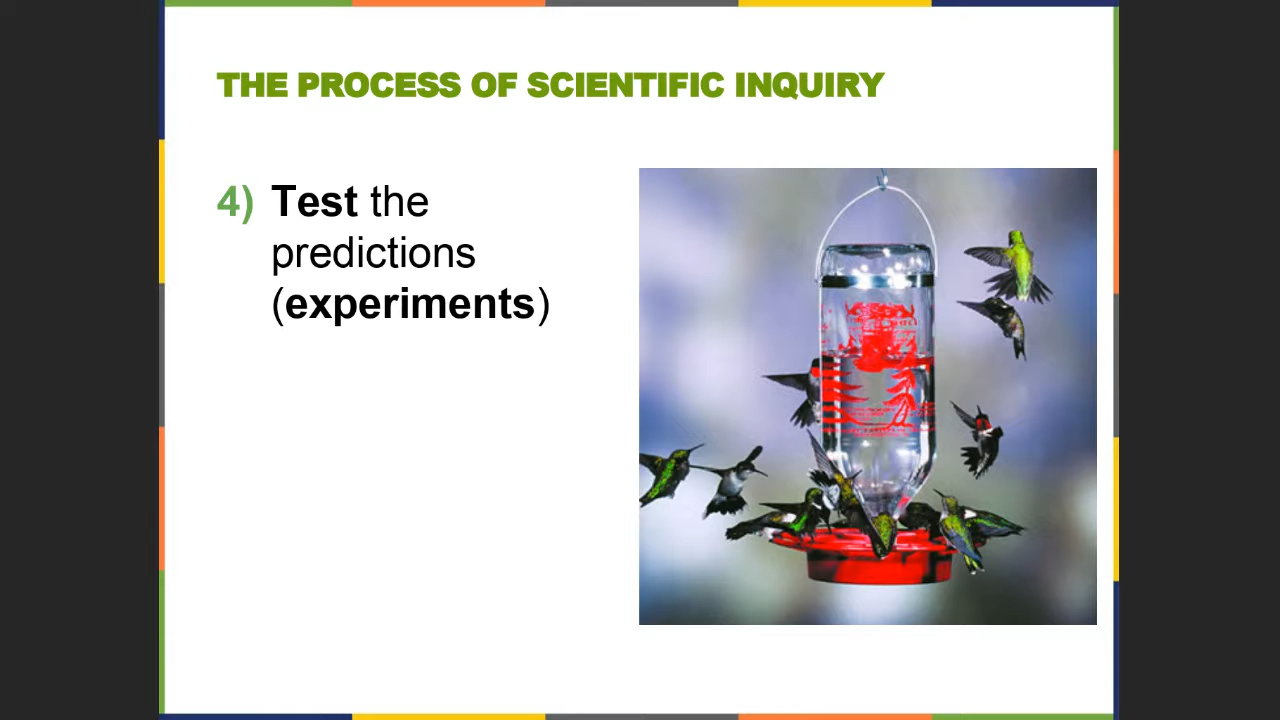 THE PROCESS OF SCIENTIFIC INQUIRY
4) Test the
predictions
(experiments)